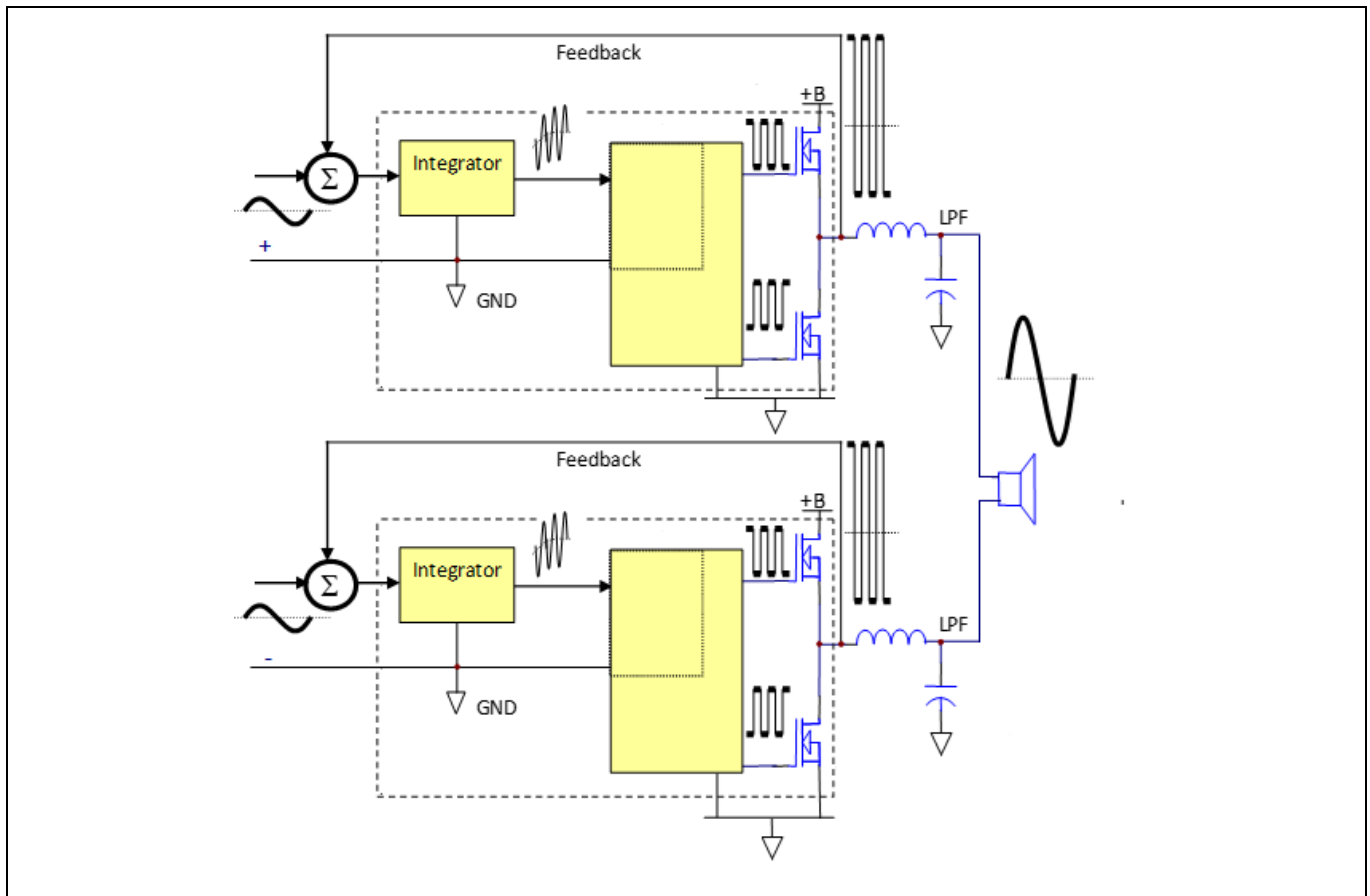 Feedback
+B
Integrator
Σ
LPF
+
GND
Feedback
+B
Integrator
Σ
LPF
-
GND